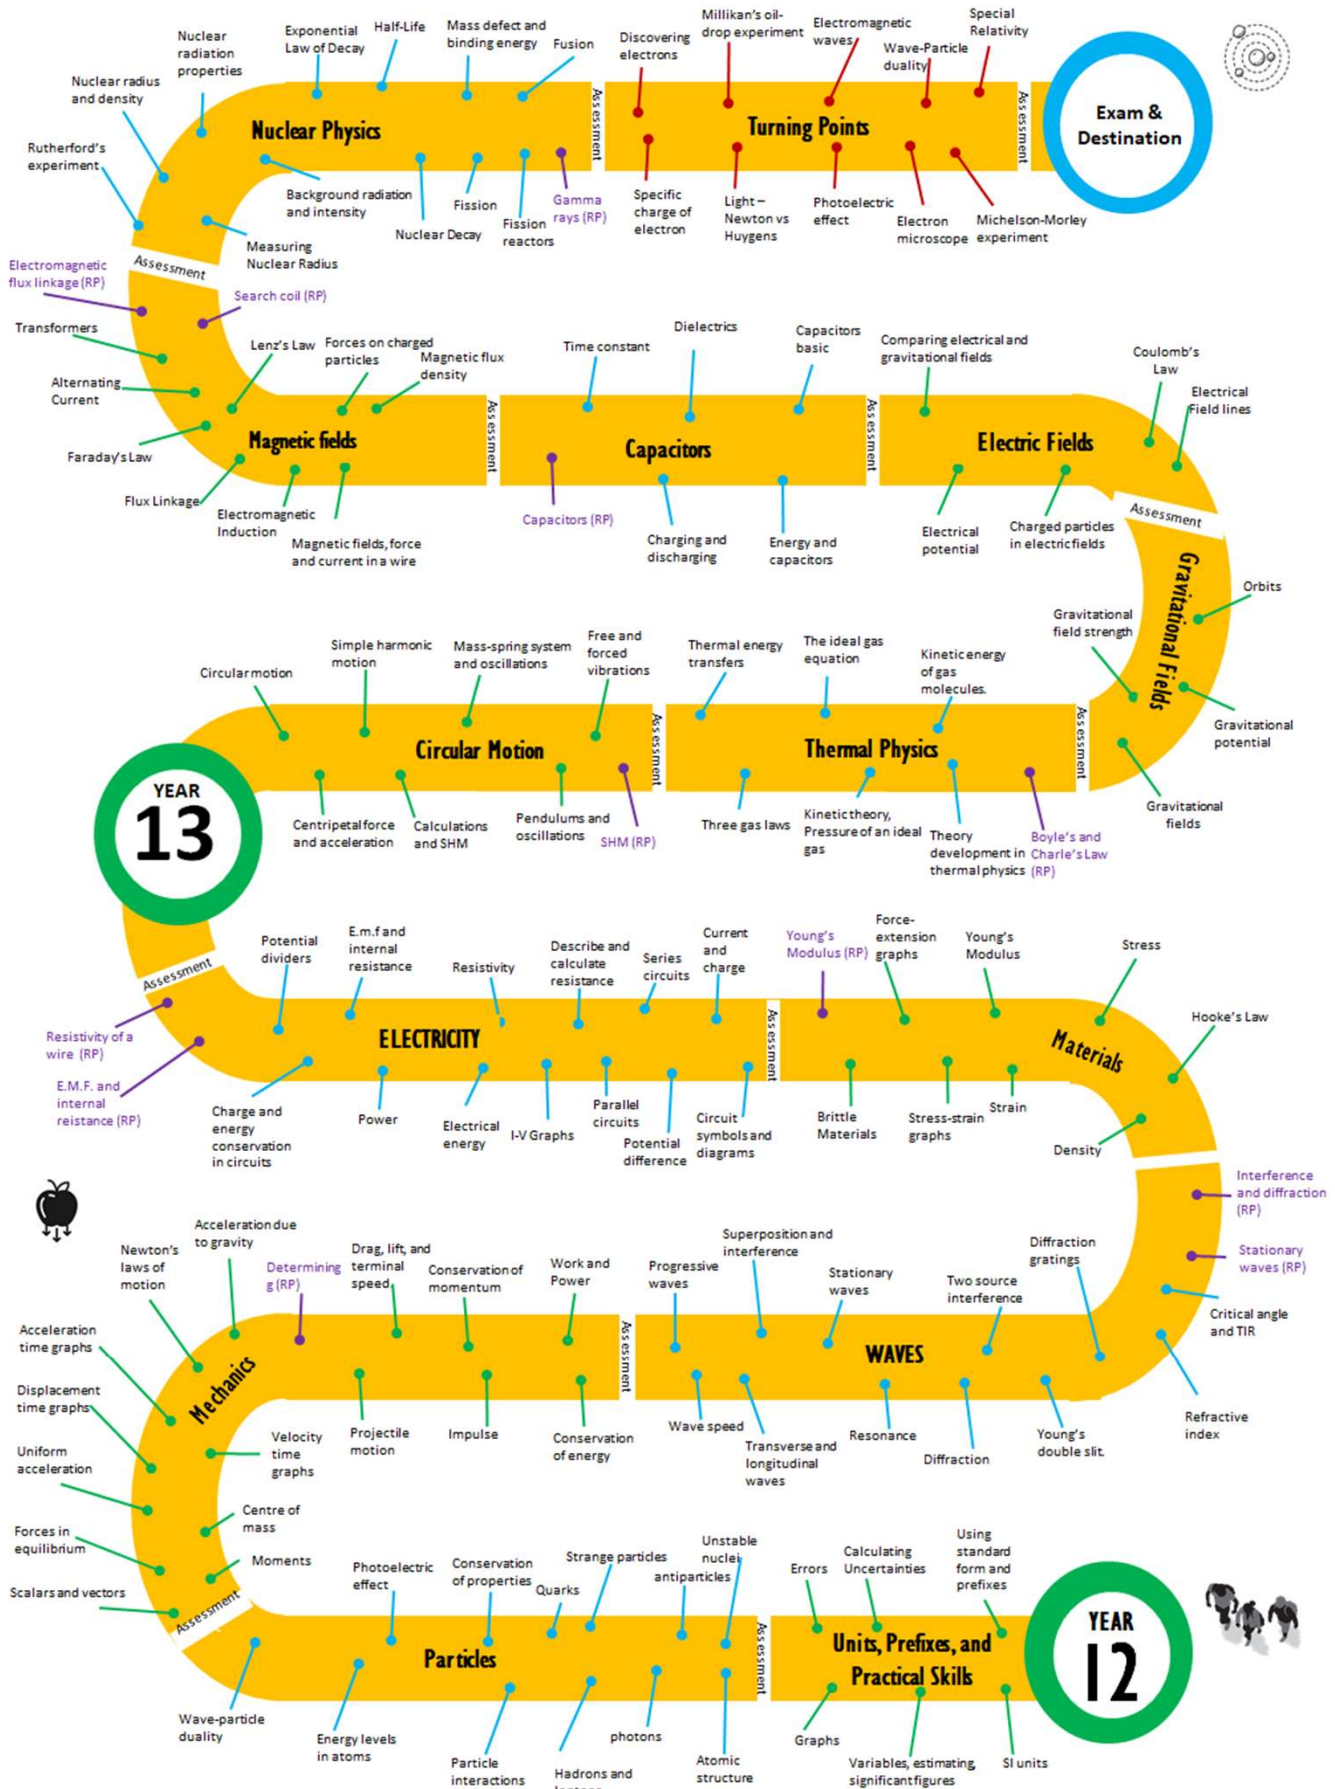 Nuclear
radiation
properties
Exponential
Law of Decay
Half-Life
Mass defect and
binding energy
Fusion
Discovering
electrons
Millikan's oil-
drop experiment
Electromagnetic
waves
Wave-Particle
duality
Special
Relativity
Nuclear radius
and density
Rutherford's
experiment
Nuclear Physics
Assessment
Turning Points
Assessment
Exam &
Destination
Background radiation
and intensity
Measuring
Nuclear Radius
Nuclear Decay
Fission
Fission
reactors
Gamma
rays (RP)
Specific
charge of
electron
Light –
Newton vs
Huygens
Photoelectric
effect
Electron
microscope
Michelson-Morley
experiment
Assessment
Electromagnetic
flux linkage (RP)
Search coil (RP)
Transformers
Alternating
Current
Faraday's Law
Flux Linkage
Lenz's Law
Forces on charged
particles
Magnetic flux
density
Magnetic fields
Electromagnetic
Induction
Magnetic fields, force
and current in a wire
Assessment
Time constant
Dielectrics
Capacitors
basic
Capacitors
Capacitors (RP)
Charging and
discharging
Energy and
capacitors
Assessment
Comparing electrical and
gravitational fields
Coulomb's
Law
Electrical
Field lines
Electric Fields
Electrical
potential
Charged particles
in electric fields
Assessment
Gravitational Fields
Orbits
Gravitational
field strength
Gravitational
potential
Gravitational
fields
Circular motion
Simple harmonic
motion
Mass-spring system
and oscillations
Free and
forced
vibrations
Thermal energy
transfers
The ideal gas
equation
Kinetic energy
of gas
molecules.
Circular Motion
Assessment
Thermal Physics
Assessment
YEAR
13
Centripetal force
and acceleration
Calculations
and SHM
Pendulums and
oscillations
SHM (RP)
Three gas laws
Kinetic theory,
Pressure of an ideal
gas
Theory
development in
thermal physics
Boyle's and
Charle's Law
(RP)
Assessment
Potential
dividers
E.m.f and
internal
resistance
Resistivity
Describe and
calculate
resistance
Series
circuits
Current
and
charge
Young's
Modulus (RP)
Force-
extension
graphs
Young's
Modulus
Stress
Hooke's Law
Resistivity of a
wire (RP)
E.M.F. and
internal
reistance (RP)
ELECTRICITY
Assessment
Materials
Charge and
energy
conservation
in circuits
Power
Electrical
energy
I-V Graphs
Parallel
circuits
Potential
difference
Circuit
symbols and
diagrams
Brittle
Materials
Stress-strain
graphs
Strain
Density
Interference
and diffraction
(RP)
Stationary
waves (RP)
Critical angle
and TIR
Refractive
index
Newton's
laws of
motion
Acceleration due
to gravity
Determining
g (RP)
Drag, lift, and
terminal
speed
Conservation of
momentum
Work and
Power
Progressive
waves
Superposition and
interference
Stationary
waves
Two source
interference
Diffraction
gratings
Acceleration
time graphs
Displacement
time graphs
Uniform
acceleration
Forces in
equilibrium
Scalars and vectors
Mechanics
Assessment
WAVES
Velocity
time
graphs
Projectile
motion
Impulse
Conservation
of energy
Wave speed
Transverse and
longitudinal
waves
Resonance
Diffraction
Young's
double slit.
Centre of
mass
Moments
Assessment
Photoelectric
effect
Conservation
of properties
Quarks
Strange particles
antiparticles
Unstable
nuclei
Errors
Calculating
Uncertainties
Using
standard
form and
prefixes
Particles
Assessment
Units, Prefixes, and
Practical Skills
YEAR
12
Wave-particle
duality
Energy levels
in atoms
Particle
interactions
Hadrons and
photons
Atomic
structure
Graphs
Variables, estimating,
significant figures
SI units